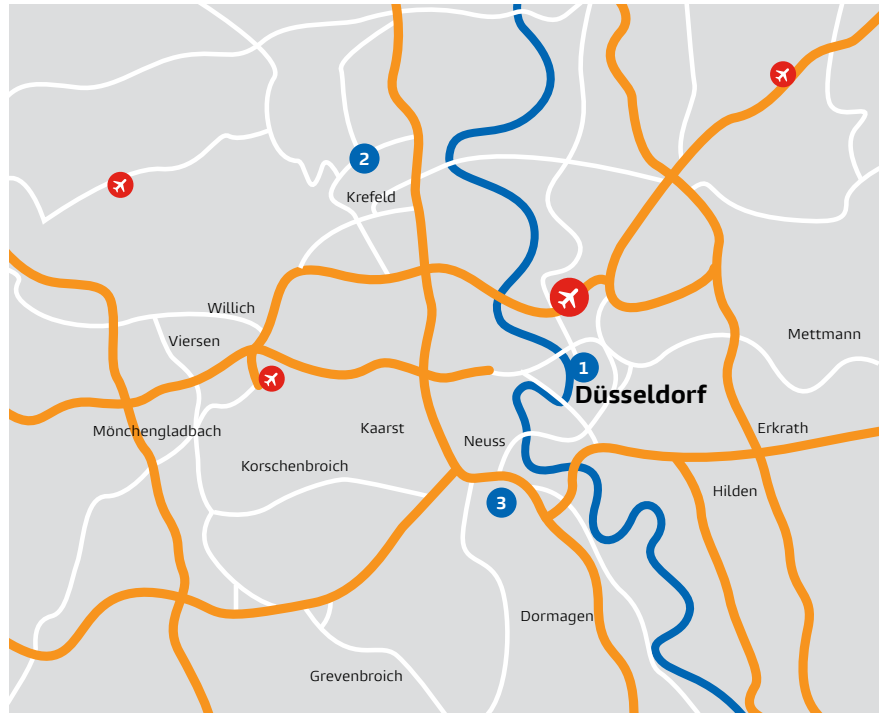 2
Krefeld
Willich
Viersen
Mettmann
1
Düsseldorf
Mönchengladbach
Kaarst
Neuss
Erkrath
Korschenbroich
Hilden
3
Dormagen
Grevenbroich